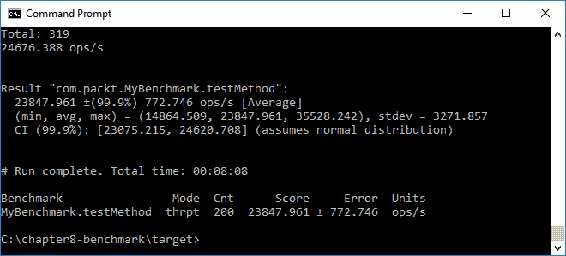 Command Prompt
Total: 319
24676.388 ops/s
Result "com.packt.MyBenchmark.testMethod":
23847.961 ±(99.9%) 772.746 ops/s [Average]
(min, avg, max) = (14864.509, 23847.961, 35528.242), stdev = 3271.857
CI (99.9%): [23075.215, 24620.708] (assumes normal distribution)
# Run complete. Total time: 00:08:08
Benchmark Mode Cnt Score Error Units
MyBenchmark.testMethod thrpt 200 23847.961 ± 772.746 ops/s
C:\chapter8-benchmark\target>